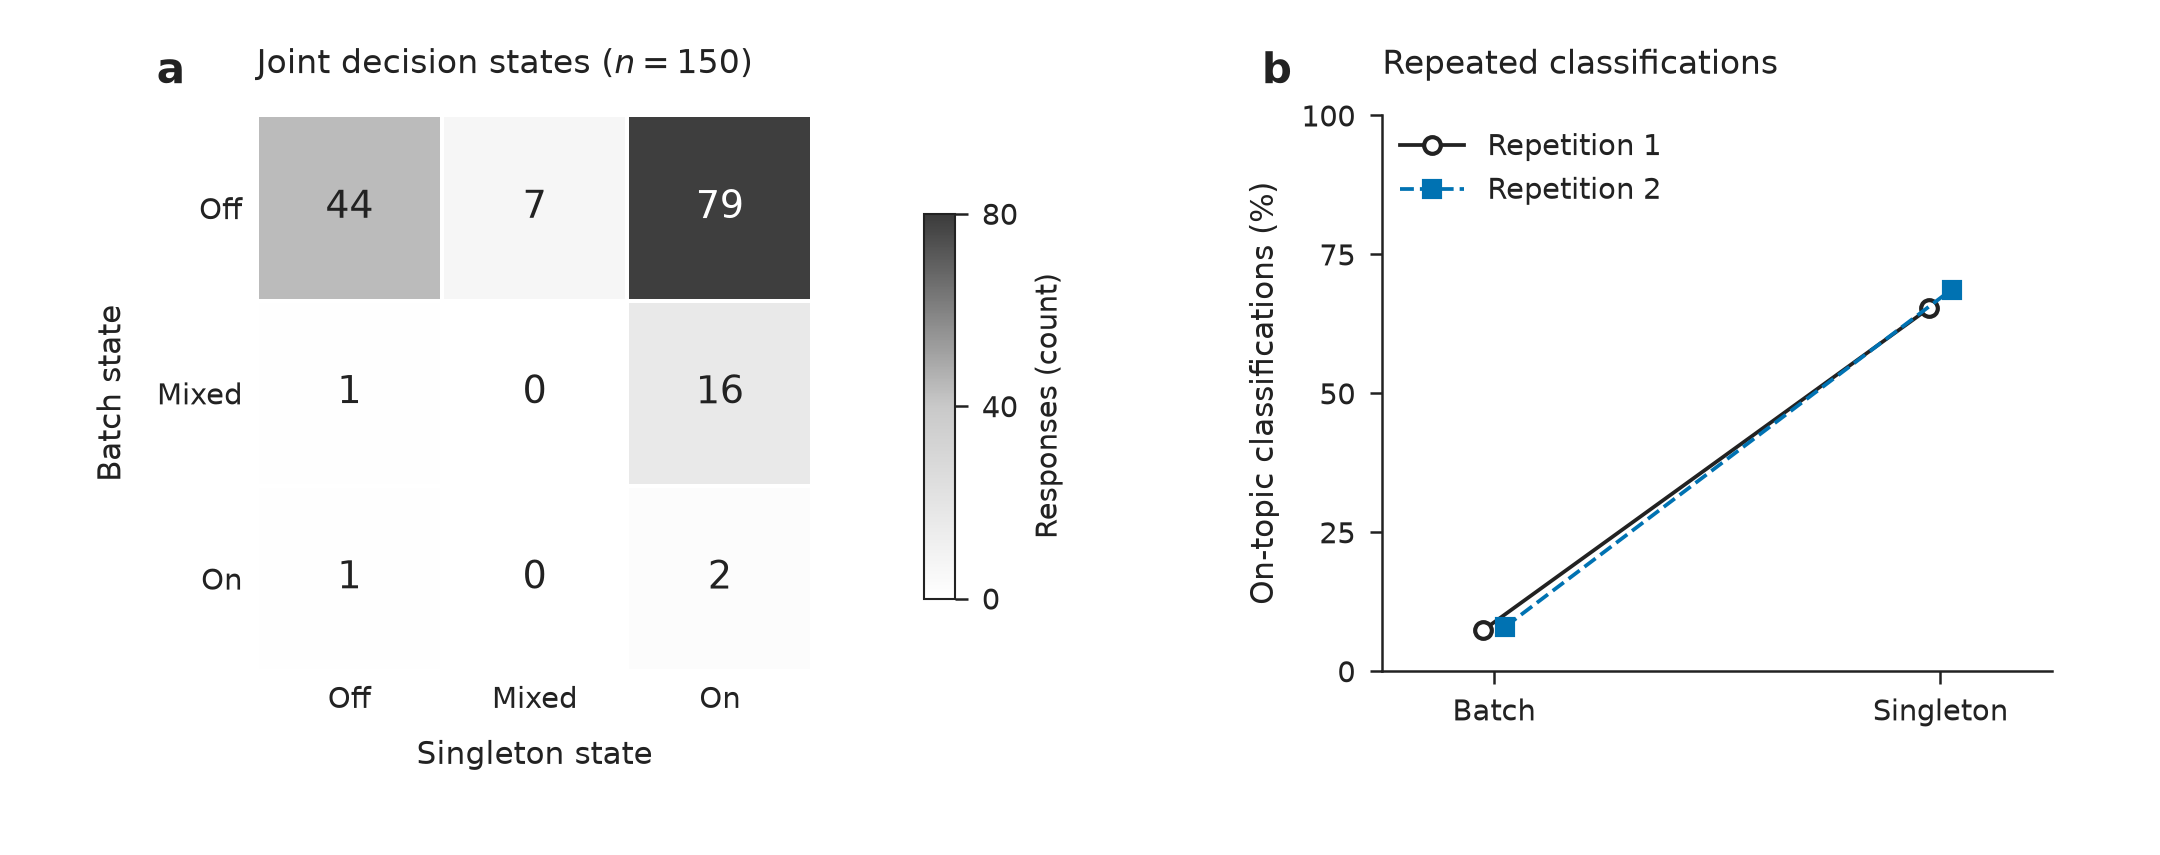 a
Joint decision states (n = 150)
Batch state
Off
44
7
79
Mixed
1
0
16
On
1
0
2
Off
Mixed
On
Singleton state
80
40
0
Responses (count)
b
Repeated classifications
On-topic classifications (%)
100
75
50
25
0
Repetition 1
Repetition 2
Batch
Singleton